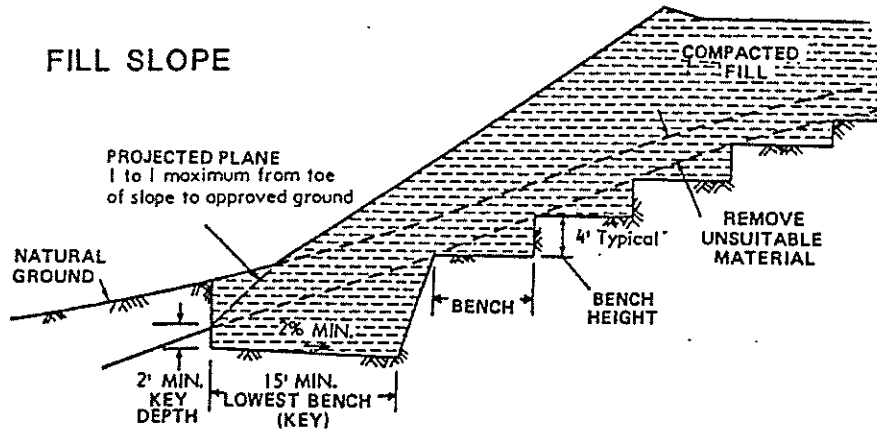 FILL SLOPE
COMPACTED
FILL
PROJECTED PLANE
1 to 1 maximum from toe
of slope to approved ground
NATURAL
GROUND
4' Typical
REMOVE
UNSUITABLE
MATERIAL
BENCH
BENCH
HEIGHT
2% MIN.
2' MIN.
KEY
DEPTH
15' MIN.
LOWEST BENCH
(KEY)